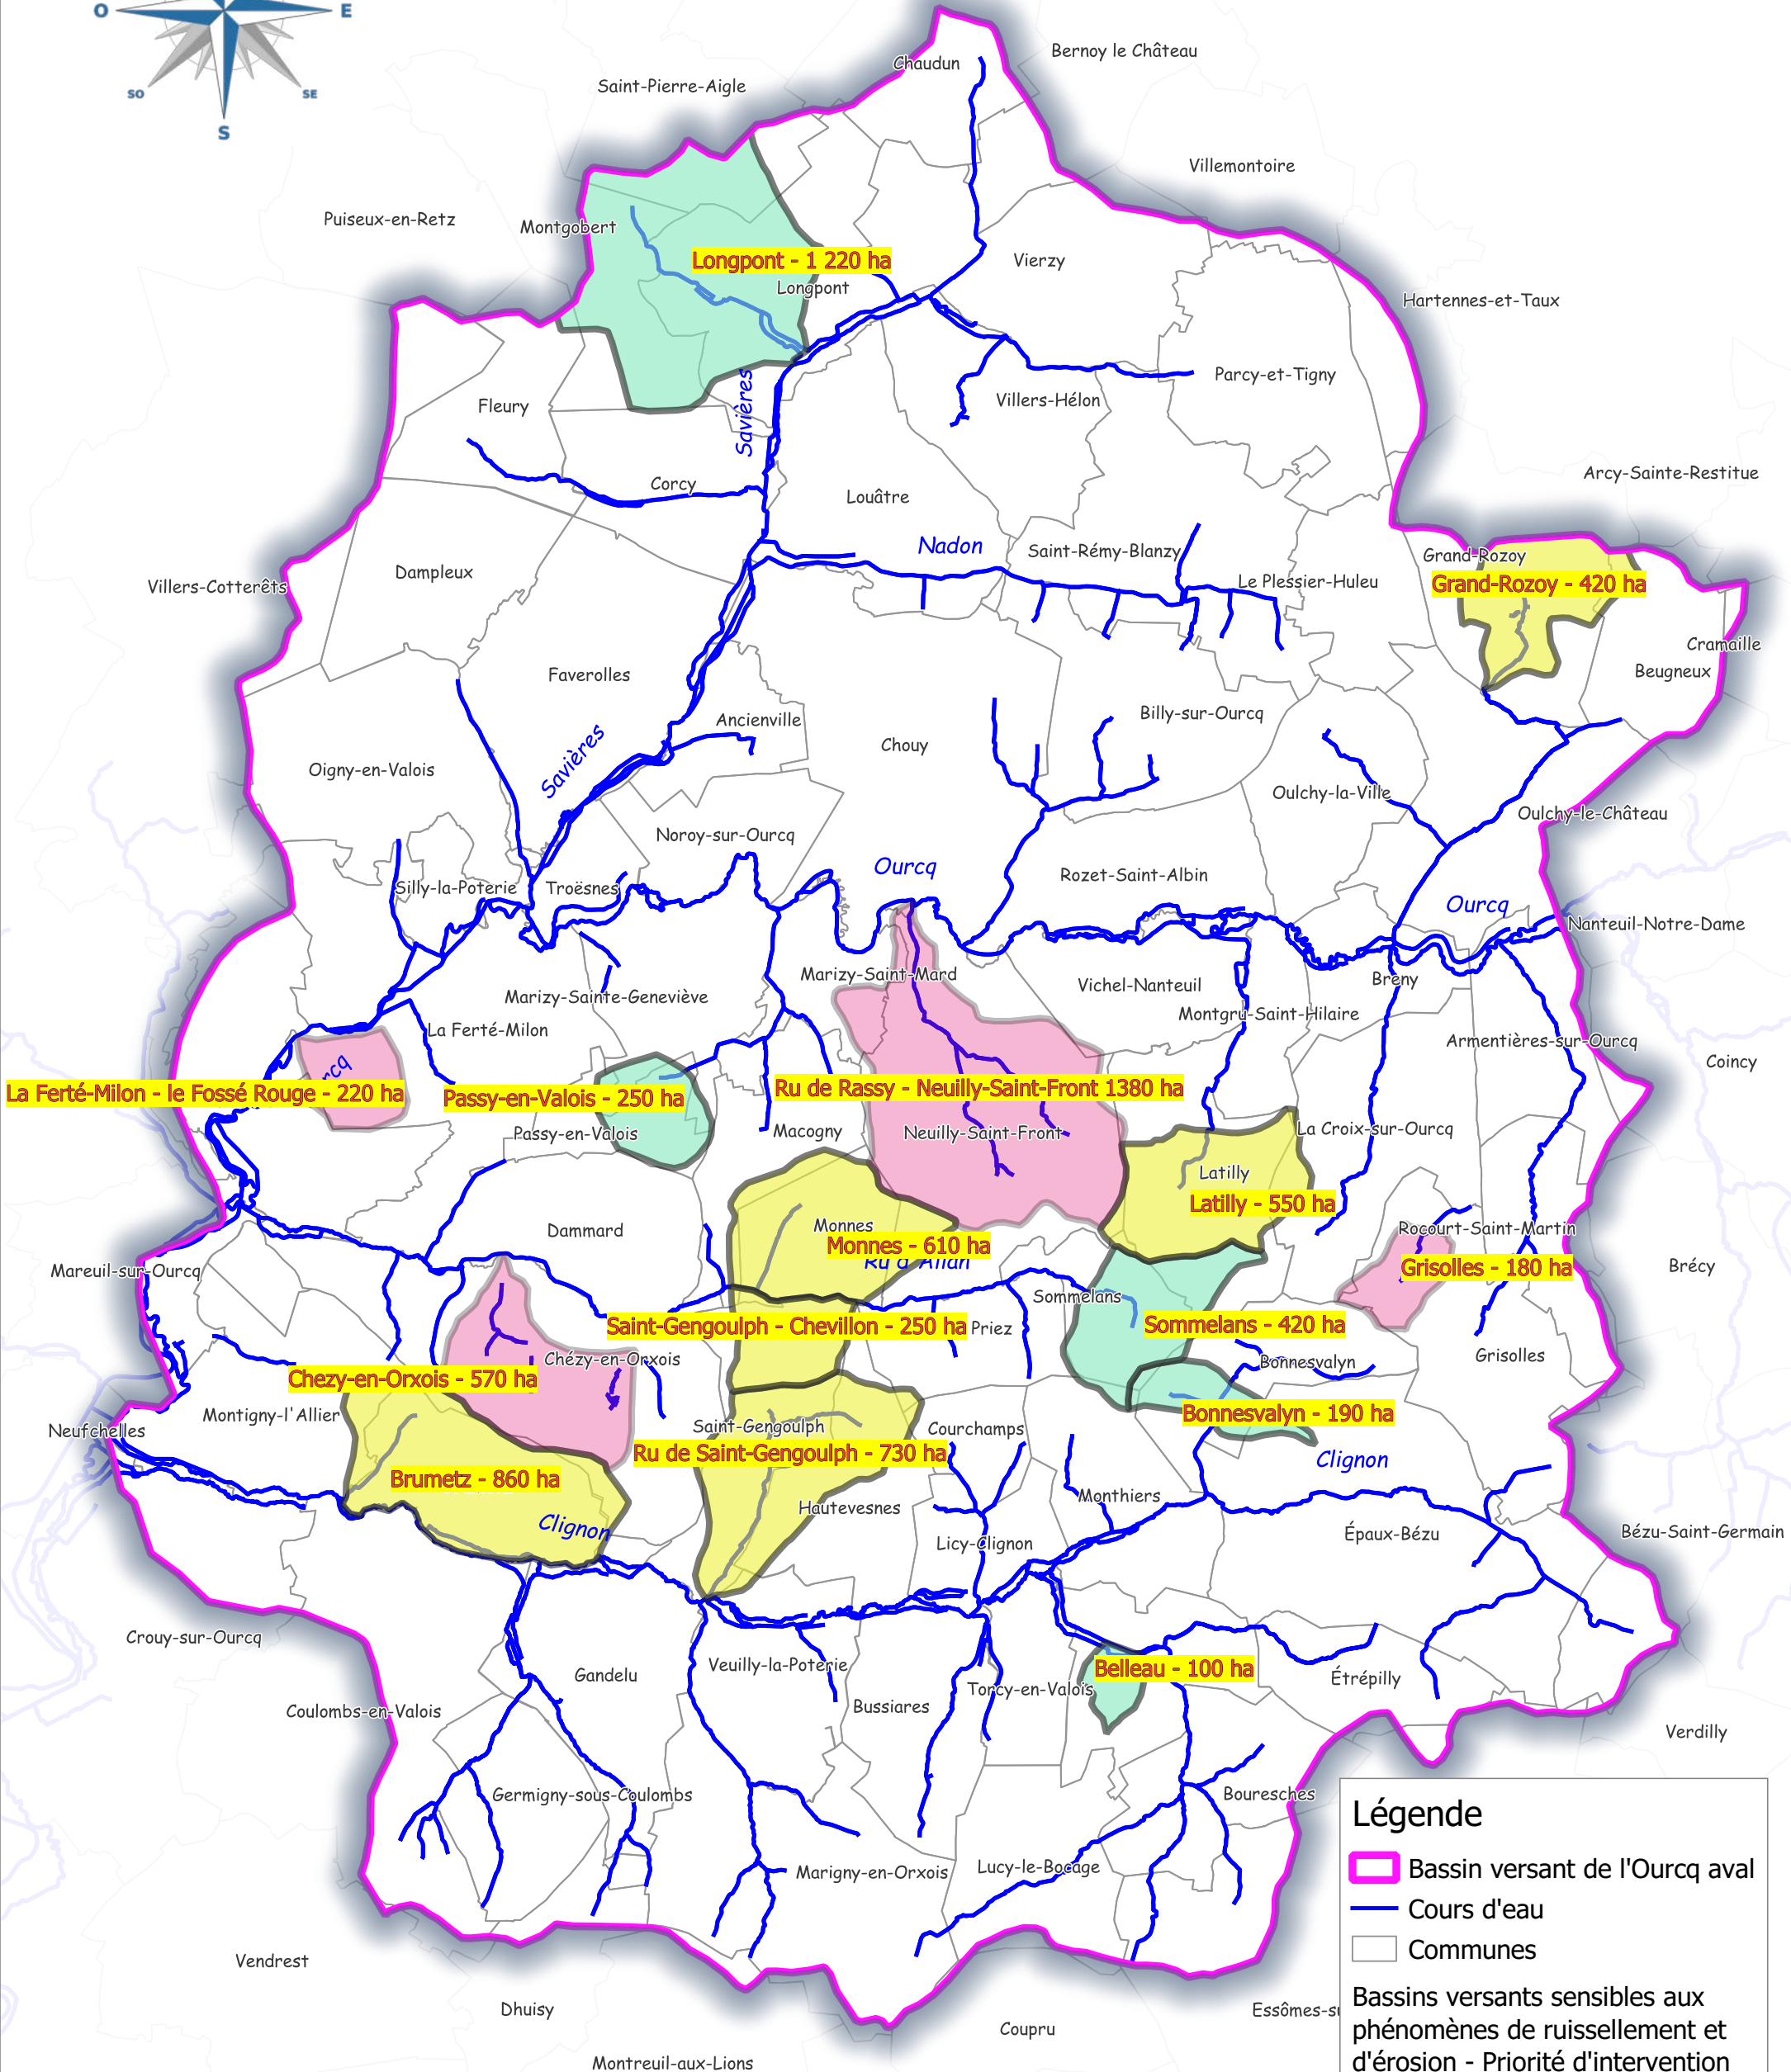 O
E
SO
SE
S
Chaudun
Bernoy le Château
Saint-Pierre-Aigle
Villemontoire
Puiseux-en-Retz
Montgobert
Longpont - 1 220 ha
Vierzy
Longpont
Hartennes-et-Taux
Savières
Parcy-et-Tigny
Villers-Hélon
Fleury
Arcy-Sainte-Restitue
Corcy
Louâtre
Nadon
Saint-Rémy-Blanzy
Grand-Rozoy
Dampleux
Le Plessier-Huleu
Grand-Rozoy - 420 ha
Villers-Cotterêts
Cramaille
Beugneux
Faverolles
Ancienville
Billy-sur-Ourcq
Chouy
Savières
Oigny-en-Valois
Oulchy-la-Ville
Oulchy-le-Château
Noroy-sur-Ourcq
Ourcq
Rozet-Saint-Albin
Silly-la-Poterie
Troësnes
Ourcq
Nanteuil-Notre-Dame
Marizy-Saint-Mard
Breny
Vichel-Nanteuil
Marizy-Sainte-Geneviève
Montgru-Saint-Hilaire
La Ferté-Milon
Armentières-sur-Ourcq
Coincy
rcq
La Ferté-Milon - le Fossé Rouge - 220 ha
Passy-en-Valois - 250 ha
Ru de Rassy - Neuilly-Saint-Front 1380 ha
Passy-en-Valois
Macogny
Neuilly-Saint-Front
La Croix-sur-Ourcq
Latilly
Latilly - 550 ha
Dammard
Monnes
Rocourt-Saint-Martin
Monnes - 610 ha
Ru d'Allan
Mareuil-sur-Ourcq
Grisolles - 180 ha
Brécy
Sommelans
Saint-Gengoulph - Chevillon - 250 ha
Priez
Sommelans - 420 ha
Chézy-en-Orxois
Bonnesvalyn
Grisolles
Chezy-en-Orxois - 570 ha
Montigny-l'Allier
Bonnesvalyn - 190 ha
Neufchelles
Saint-Gengoulph
Courchamps
Ru de Saint-Gengoulph - 730 ha
Clignon
Brumetz - 860 ha
Monthiers
Hautevesnes
Clignon
Épaux-Bézu
Bézu-Saint-Germain
Licy-Clignon
Crouy-sur-Ourcq
Gandelu
Veuilly-la-Poterie
Belleau - 100 ha
Étrépilly
Torcy-en-Valois
Bussiares
Coulombs-en-Valois
Verdilly
Germigny-sous-Coulombs
Bouresches
Marigny-en-Orxois
Lucy-le-Bocage
Vendrest
Dhuisy
Essômes-su
Coupru
Montreuil-aux-Lions
Légende
Bassin versant de l'Ourcq aval
Cours d'eau
Communes
Bassins versants sensibles aux
phénomènes de ruissellement et
d'érosion - Priorité d'intervention